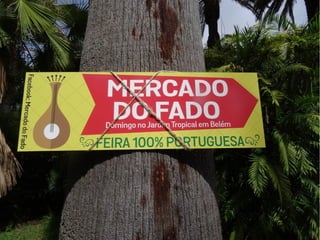 Facebook: Mercado do Fado
MERCADO
DO FADO
Domingo no Jardim Tropical em Belém
FEIRA 100% PORTUGUESA